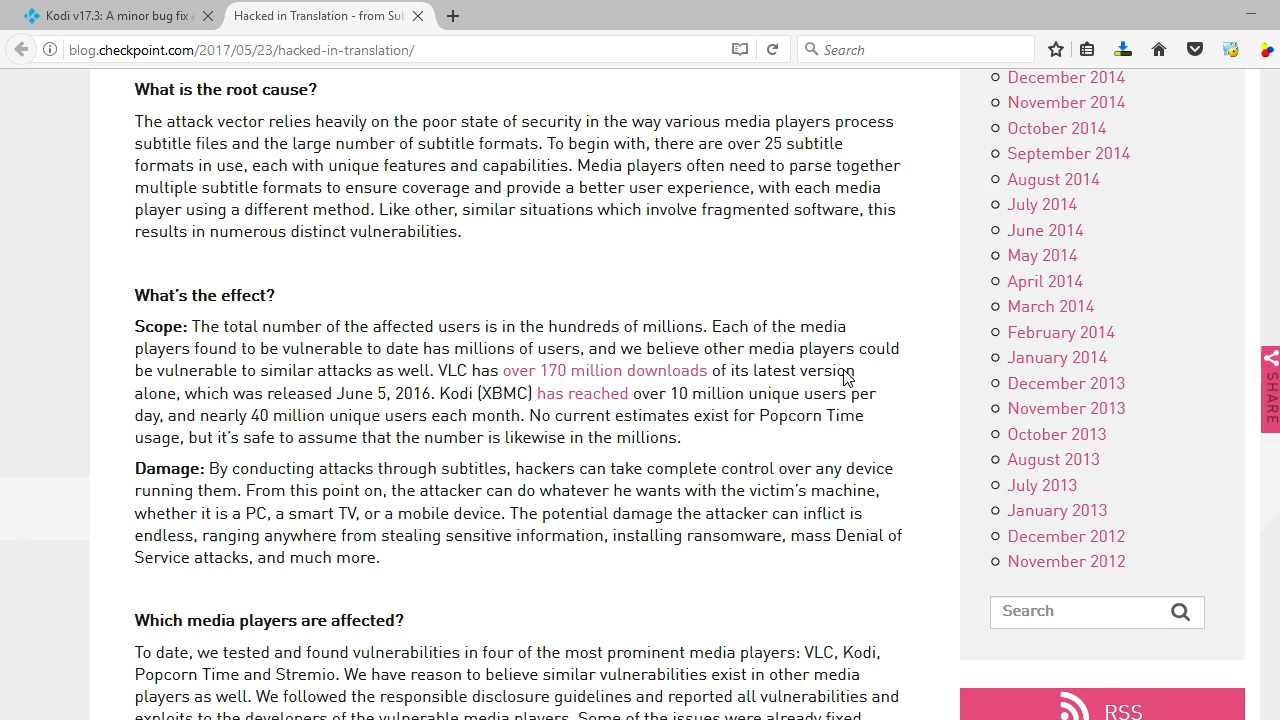 Kodi v17.3: A minor bug fix
Hacked in Translation - from Sub
blog.checkpoint.com/2017/05/23/hacked-in-translation/
Search
What is the root cause?
The attack vector relies heavily on the poor state of security in the way various media players process
subtitle files and the large number of subtitle formats. To begin with, there are over 25 subtitle
formats in use, each with unique features and capabilities. Media players often need to parse together
multiple subtitle formats to ensure coverage and provide a better user experience, with each media
player using a different method. Like other, similar situations which involve fragmented software, this
results in numerous distinct vulnerabilities.
What's the effect?
Scope: The total number of the affected users is in the hundreds of millions. Each of the media
players found to be vulnerable to date has millions of users, and we believe other media players could
be vulnerable to similar attacks as well. VLC has over 170 million downloads of its latest version
alone, which was released June 5, 2016. Kodi (XBMC) has reached over 10 million unique users per
day, and nearly 40 million unique users each month. No current estimates exist for Popcorn Time
usage, but it's safe to assume that the number is likewise in the millions.
Damage: By conducting attacks through subtitles, hackers can take complete control over any device
running them. From this point on, the attacker can do whatever he wants with the victim's machine,
whether it is a PC, a smart TV, or a mobile device. The potential damage the attacker can inflict is
endless, ranging anywhere from stealing sensitive information, installing ransomware, mass Denial of
Service attacks, and much more.
Which media players are affected?
To date, we tested and found vulnerabilities in four of the most prominent media players: VLC, Kodi,
Popcorn Time and Stremio. We have reason to believe similar vulnerabilities exist in other media
players as well. We followed the responsible disclosure guidelines and reported all vulnerabilities and
exploits to the developers of the vulnerable media players. Some of the issues were already fixed,
December 2014
November 2014
October 2014
September 2014
August 2014
July 2014
June 2014
May 2014
April 2014
March 2014
February 2014
January 2014
December 2013
November 2013
October 2013
August 2013
July 2013
January 2013
December 2012
November 2012
Search
RSS
SHARE